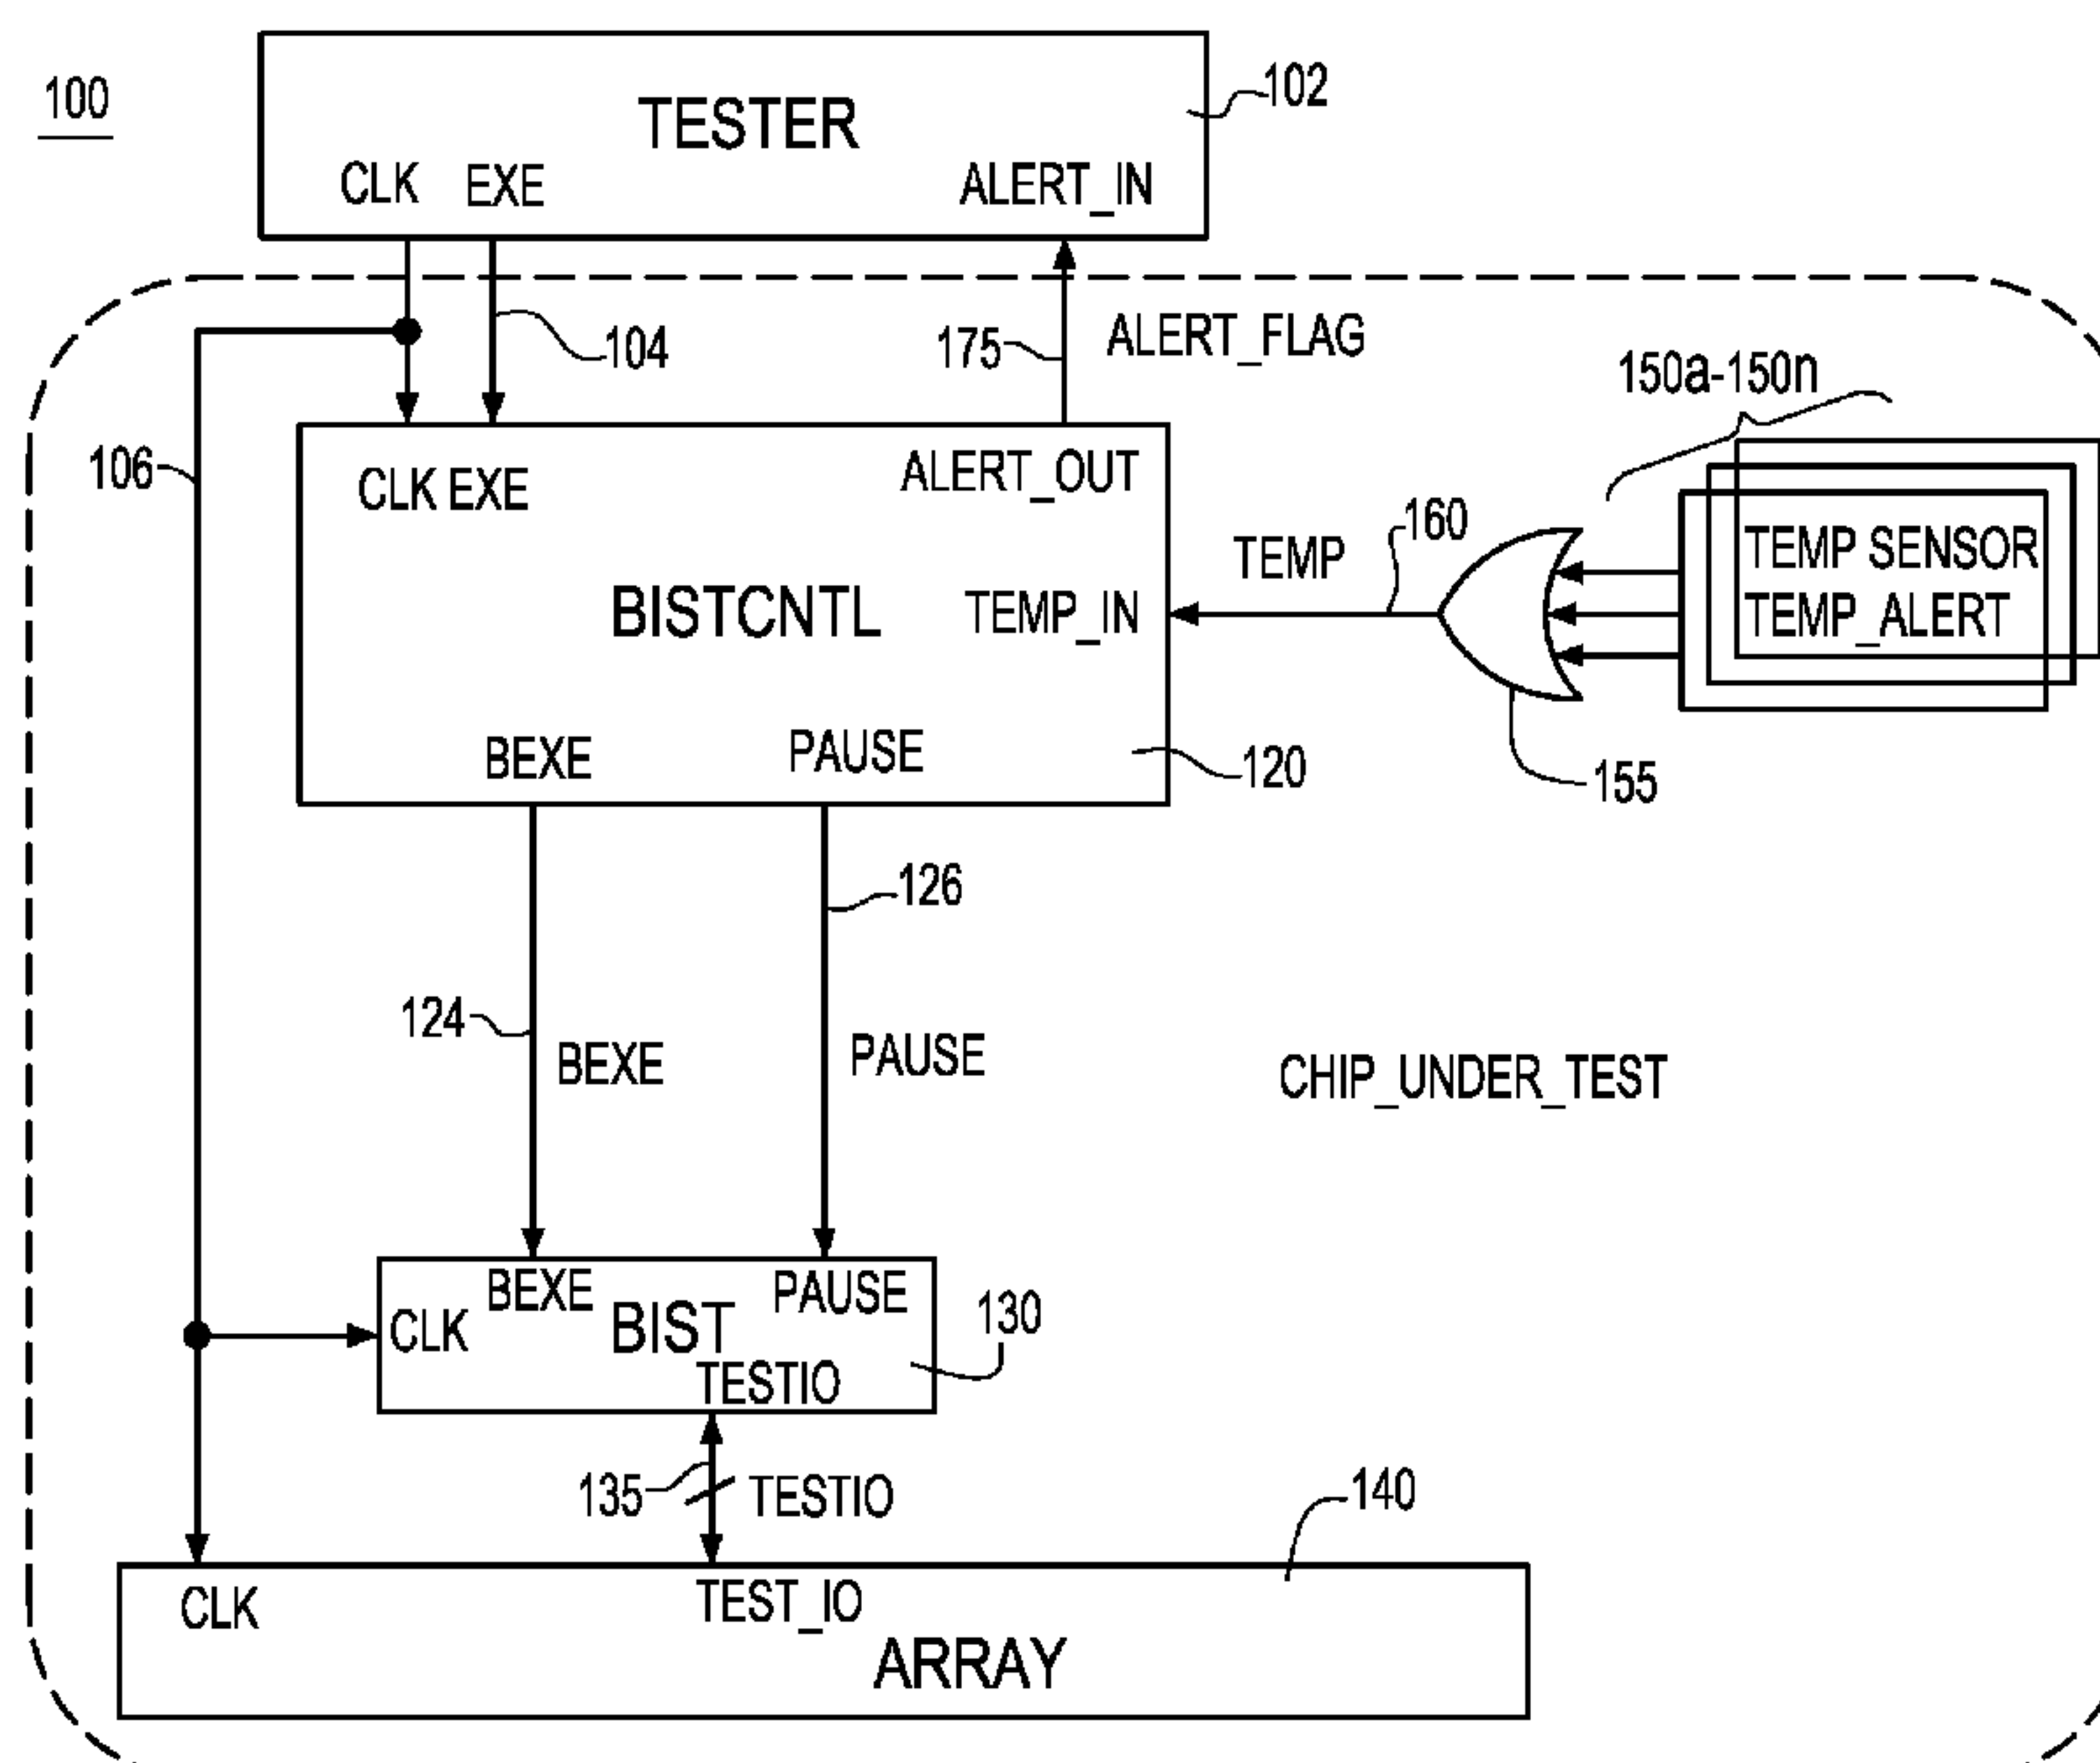 100
TESTER
102
CLK EXE ALERT_IN
104
175
ALERT_FLAG
150a-150n
106
CLK EXE
ALERT_OUT
160
TEMP
TEMP SENSOR
TEMP_ALERT
BISTCNTL
TEMP_IN
BEXE
PAUSE
120
155
126
124
BEXE
PAUSE
CHIP_UNDER_TEST
BEXE
PAUSE
CLK
BIST
130
TESTIO
135
TESTIO
140
CLK
TEST_IO
ARRAY